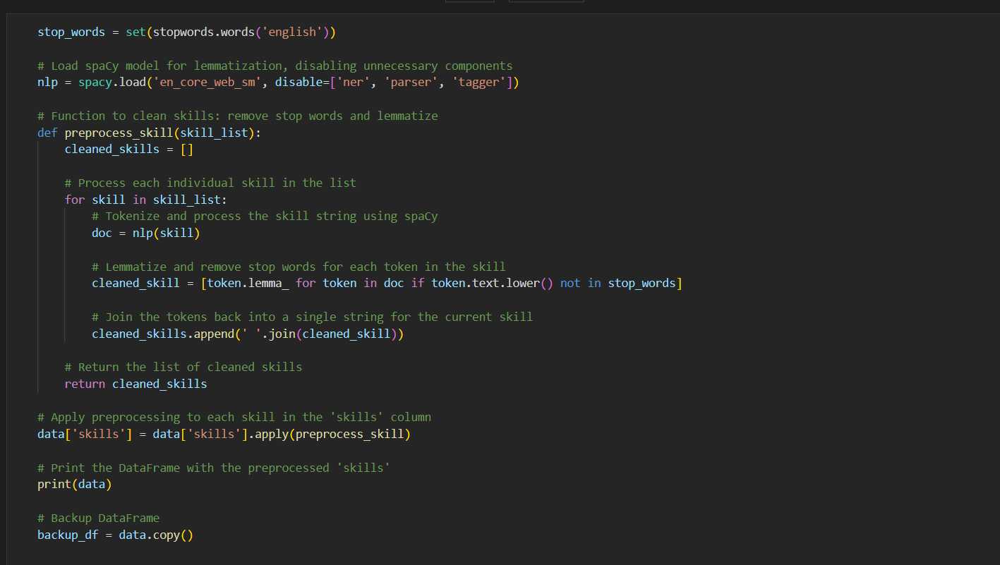 stop_words = set(stopwords.words('english'))
# Load spaCy model for lemmatization, disabling unnecessary components
nlp = spacy.load('en_core_web_sm', disable=['ner', 'parser', 'tagger'])
# Function to clean skills: remove stop words and lemmatize
def preprocess_skill(skill_list):
    cleaned_skills = []
    # Process each individual skill in the list
    for skill in skill_list:
        # Tokenize and process the skill string using spaCy
        doc = nlp(skill)
        # Lemmatize and remove stop words for each token in the skill
        cleaned_skill = [token.lemma_ for token in doc if token.text.lower() not in stop_words]
        # Join the tokens back into a single string for the current skill
        cleaned_skills.append(' '.join(cleaned_skill))
    # Return the list of cleaned skills
    return cleaned_skills
# Apply preprocessing to each skill in the 'skills' column
data['skills'] = data['skills'].apply(preprocess_skill)
# Print the DataFrame with the preprocessed 'skills'
print(data)
# Backup DataFrame
backup_df = data.copy()